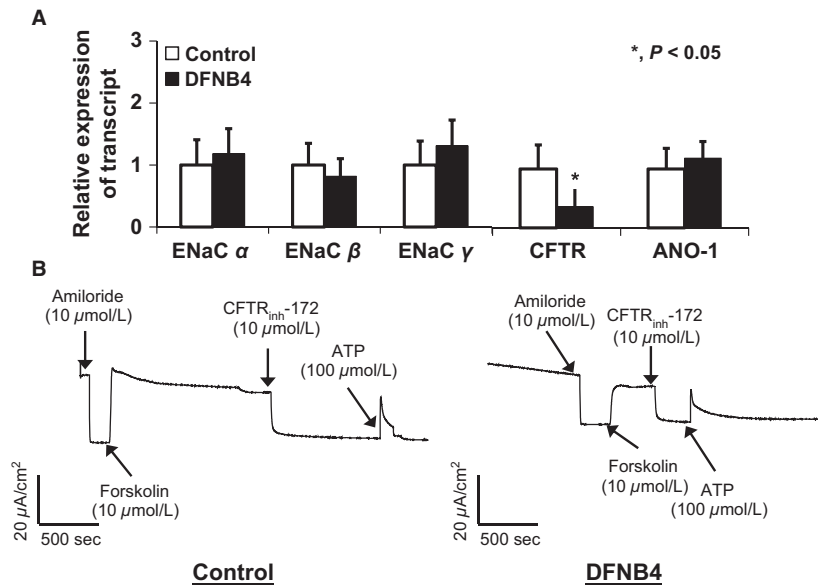 A
Relative expression
of transcript
3
2
1
0
Control
DFNB4
*, P < 0.05
*
ENaC α
ENaC β
ENaC γ
CFTR
ANO-1
B
Amiloride
(10 µmol/L)
CFTRinh-172
(10 µmol/L)
ATP
(100 µmol/L)
Forskolin
(10 µmol/L)
20 µA/cm²
500 sec
Control
Amiloride
(10 µmol/L)
CFTRinh-172
(10 µmol/L)
Forskolin
(10 µmol/L)
ATP
(100 µmol/L)
20 µA/cm²
500 sec
DFNB4